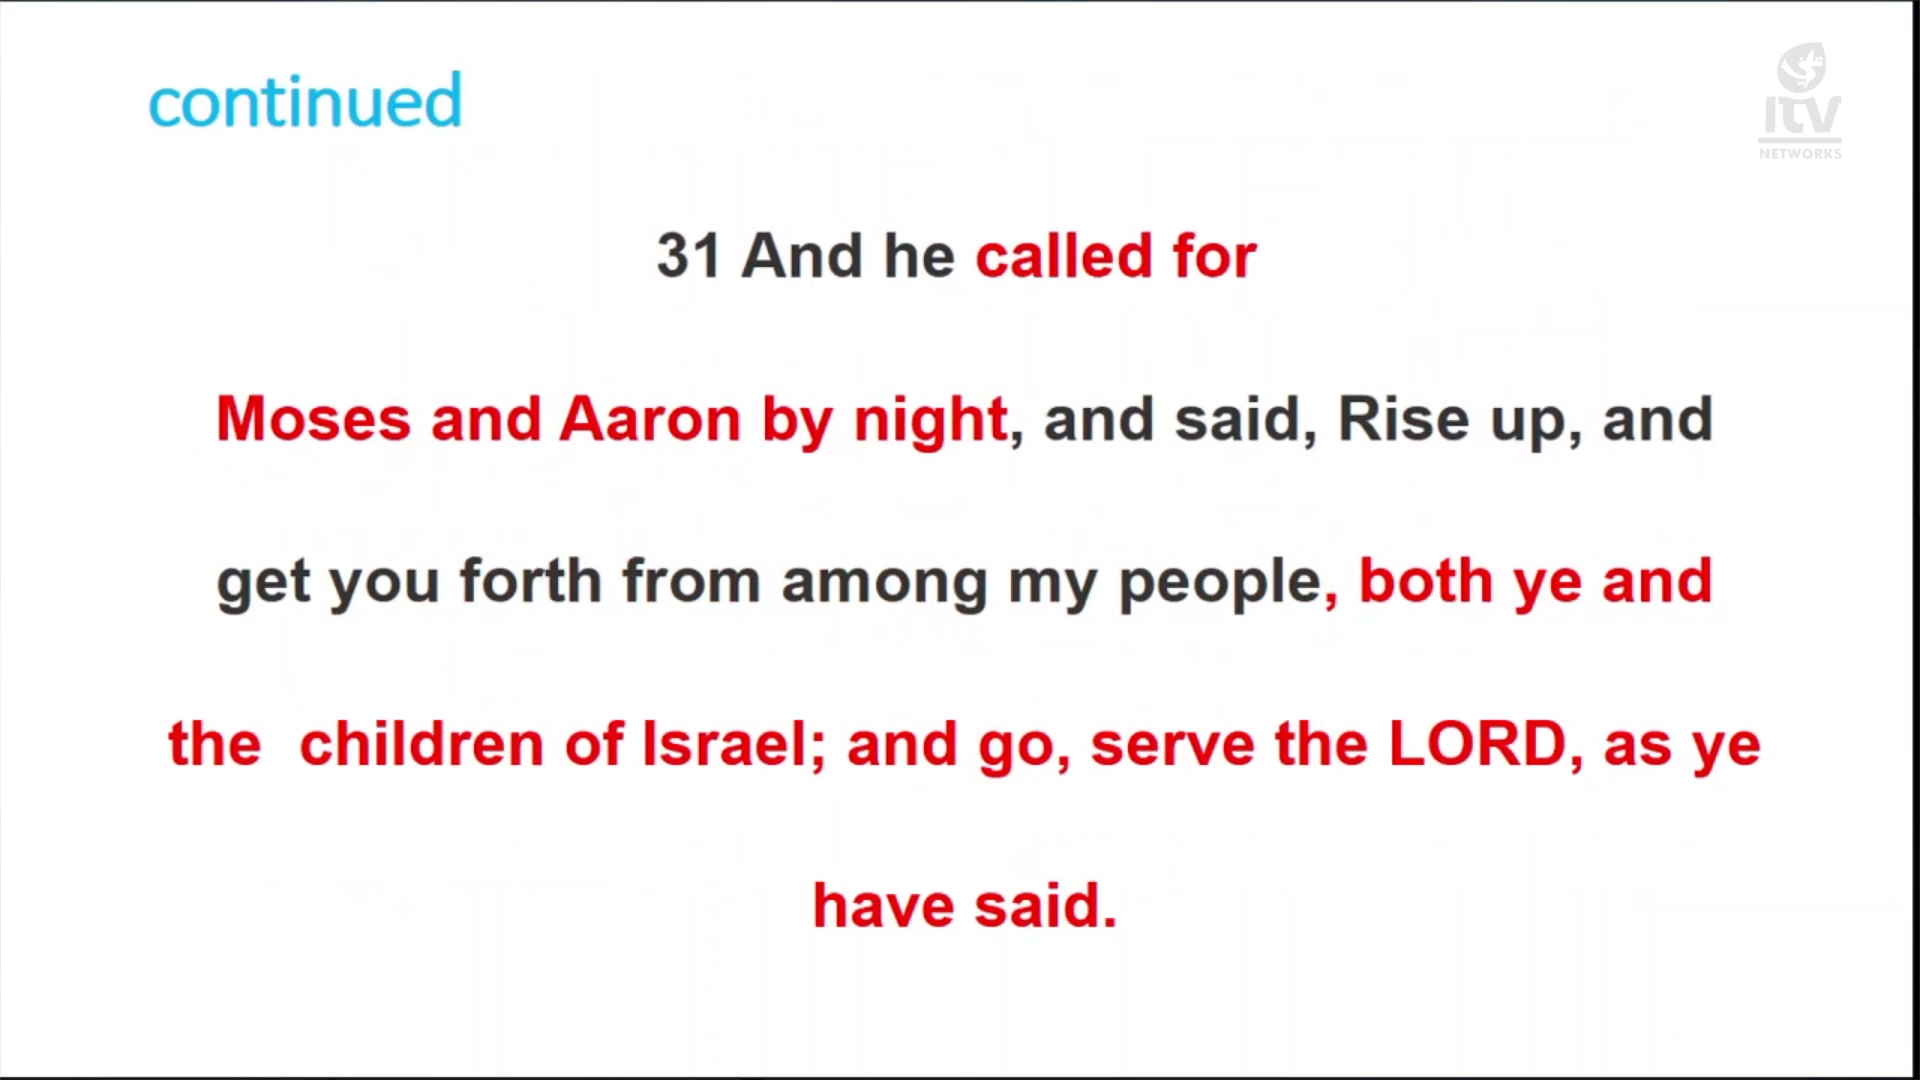 continued
ITV
NETWORKS
31 And he called for
Moses and Aaron by night, and said, Rise up, and
get you forth from among my people, both ye and
the  children of Israel; and go, serve the LORD, as ye
have said.